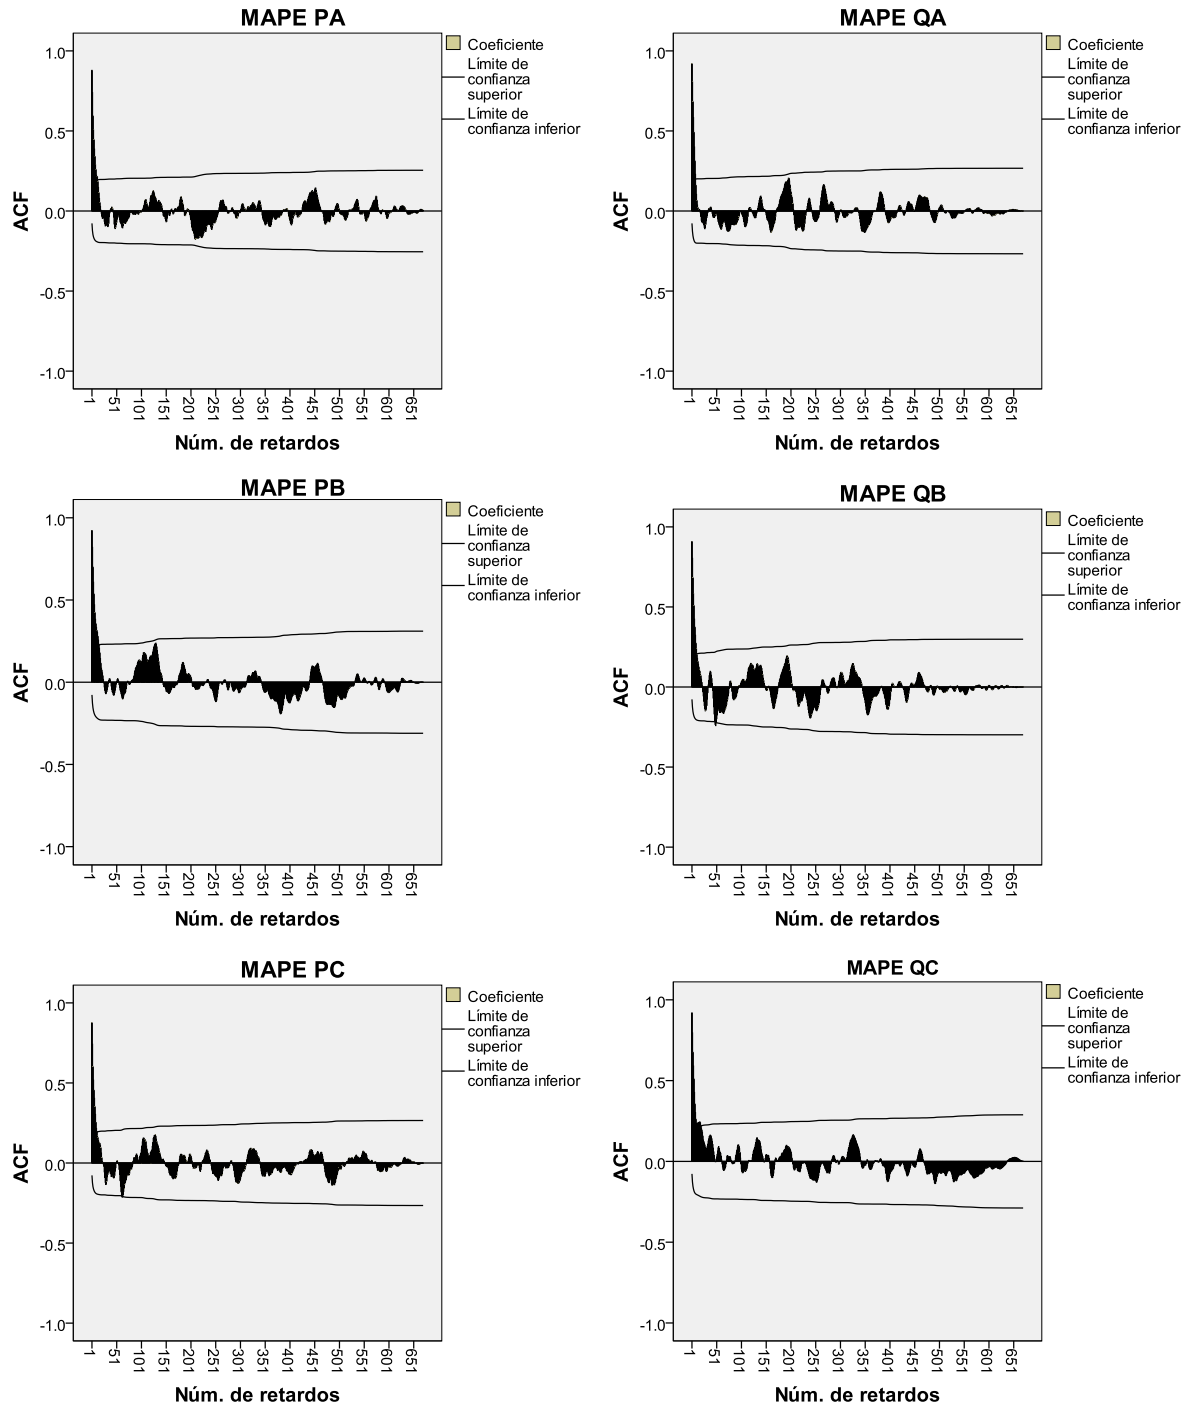 MAPE PA
1.0
0.5
0.0
-0.5
-1.0
ACF
1
51
101
151
201
251
301
351
401
451
501
551
601
651
Núm. de retardos
Coeficiente
Límite de
confianza
superior
Límite de
confianza inferior
MAPE QA
1.0
0.5
0.0
-0.5
-1.0
ACF
1
51
101
151
201
251
301
351
401
451
501
551
601
651
Núm. de retardos
Coeficiente
Límite de
confianza
superior
Límite de
confianza inferior
MAPE PB
1.0
0.5
0.0
-0.5
-1.0
ACF
1
51
101
151
201
251
301
351
401
451
501
551
601
651
Núm. de retardos
Coeficiente
Límite de
confianza
superior
Límite de
confianza inferior
MAPE QB
1.0
0.5
0.0
-0.5
-1.0
ACF
1
51
101
151
201
251
301
351
401
451
501
551
601
651
Núm. de retardos
Coeficiente
Límite de
confianza
superior
Límite de
confianza inferior
MAPE PC
1.0
0.5
0.0
-0.5
-1.0
ACF
1
51
101
151
201
251
301
351
401
451
501
551
601
651
Núm. de retardos
Coeficiente
Límite de
confianza
superior
Límite de
confianza inferior
MAPE QC
1.0
0.5
0.0
-0.5
-1.0
ACF
1
51
101
151
201
251
301
351
401
451
501
551
601
651
Núm. de retardos
Coeficiente
Límite de
confianza
superior
Límite de
confianza inferior